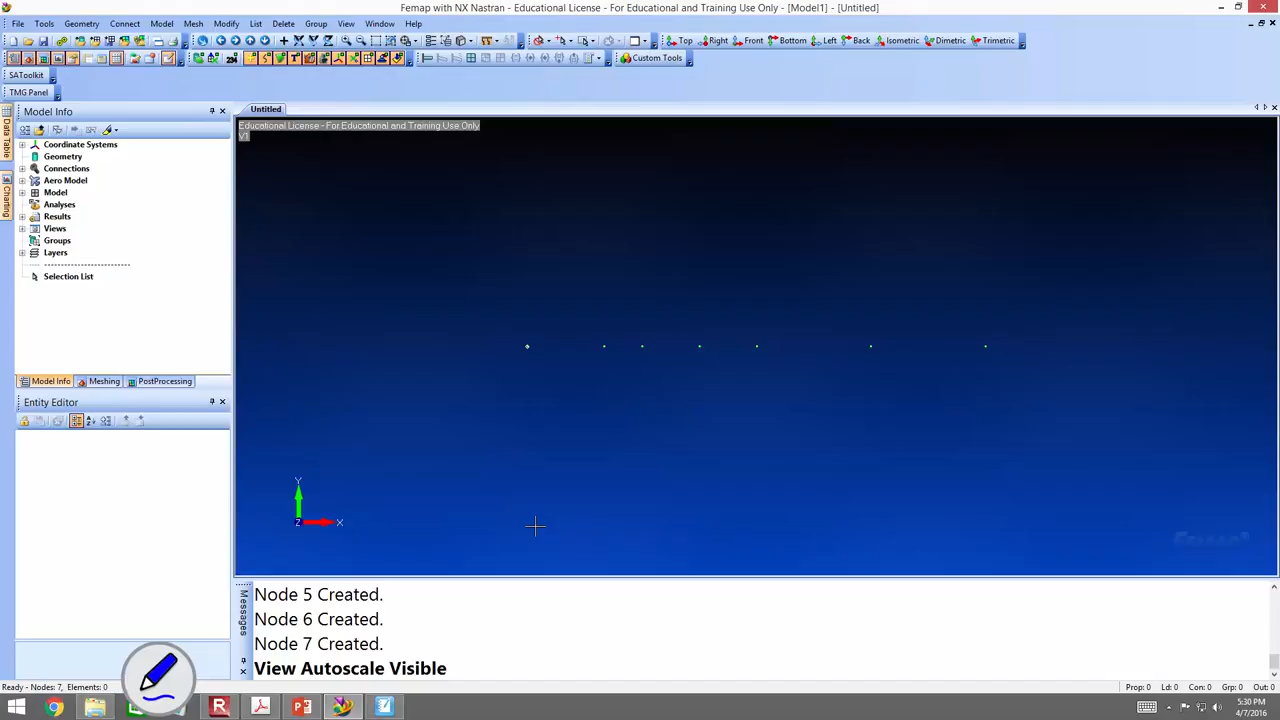 Femap with NX Nastran - Educational License - For Educational and Training Use Only - [Model1] - [Untitled]
File Tools Geometry Connect Model Mesh Modify List Delete Group View Window Help
Top Right Front Bottom Left Back Isometric Dimetric Trimetric
Custom Tools
SAToolkit
TMG Panel
Model Info
Untitled
Data Table
Charting
Educational License - For Educational and Training Use Only
V1
Coordinate Systems
Geometry
Connections
Aero Model
Model
Analyses
Results
Views
Groups
Layers
Selection List
Model Info Meshing PostProcessing
Entity Editor
Y
Z X
Femap
Messages
Node 5 Created.
Node 6 Created.
Node 7 Created.
View Autoscale Visible
Ready - Nodes: 7, Elements: 0
Prop: 0 Ld: 0 Con: 0 Grp: 0 Out: 0
5:30 PM
4/7/2016